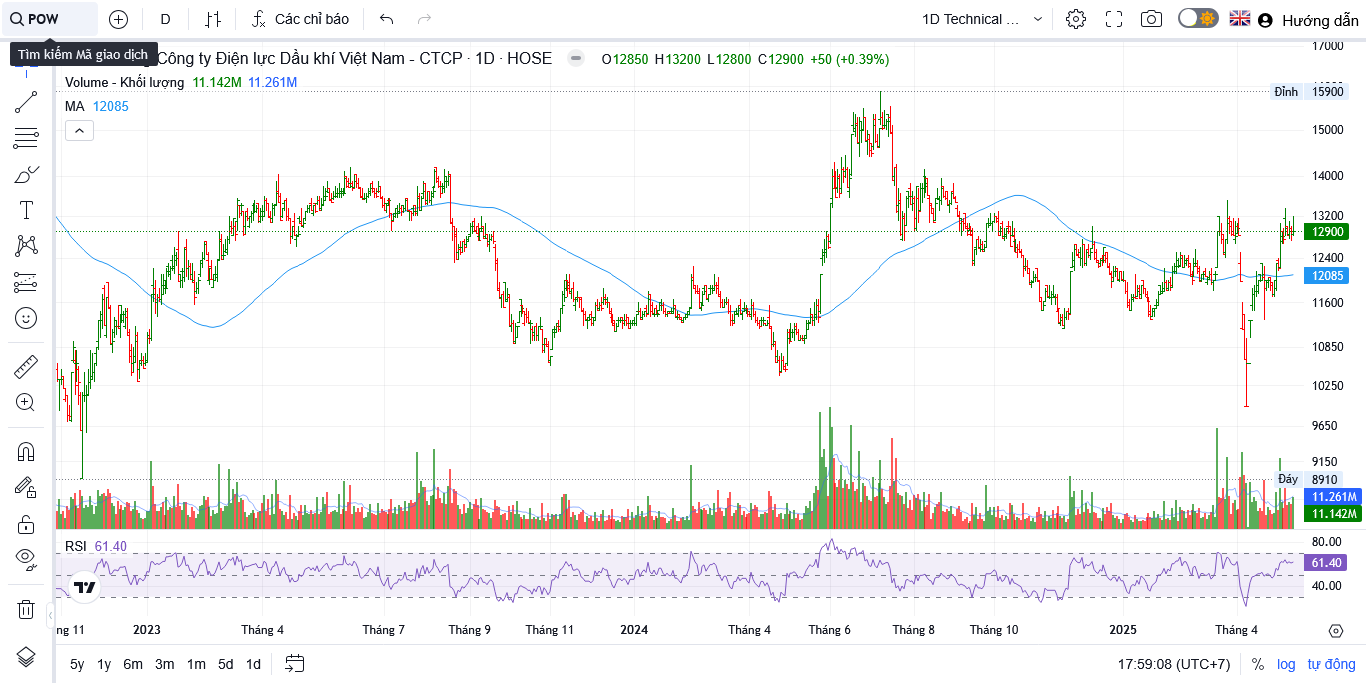 POW
D
Các chỉ báo
1D Technical ...
Hướng dẫn
Tìm kiếm Mã giao dịch
Công ty Điện lực Dầu khí Việt Nam - CTCP · 1D · HOSE
O12850 H13200 L12800 C12900 +50 (+0.39%)
Volume - Khối lượng 11.142M 11.261M
MA 12085
17000
Đỉnh 15900
15000
14000
13200
12900
12400
12085
11600
10850
10250
9650
9150
Đáy 8910
11.261M
11.142M
RSI 61.40
80.00
61.40
40.00
ng 11 2023 Tháng 4 Tháng 7 Tháng 9 Tháng 11 2024 Tháng 4 Tháng 6 Tháng 8 Tháng 10 2025 Tháng 4
5y 1y 6m 3m 1m 5d 1d
17:59:08 (UTC+7) % log tự động